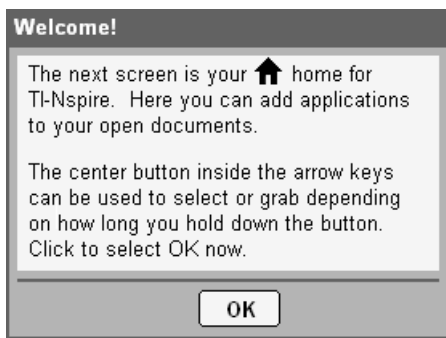 Welcome!
The next screen is your home for
TI-Nspire. Here you can add applications
to your open documents.
The center button inside the arrow keys
can be used to select or grab depending
on how long you hold down the button.
Click to select OK now.
OK